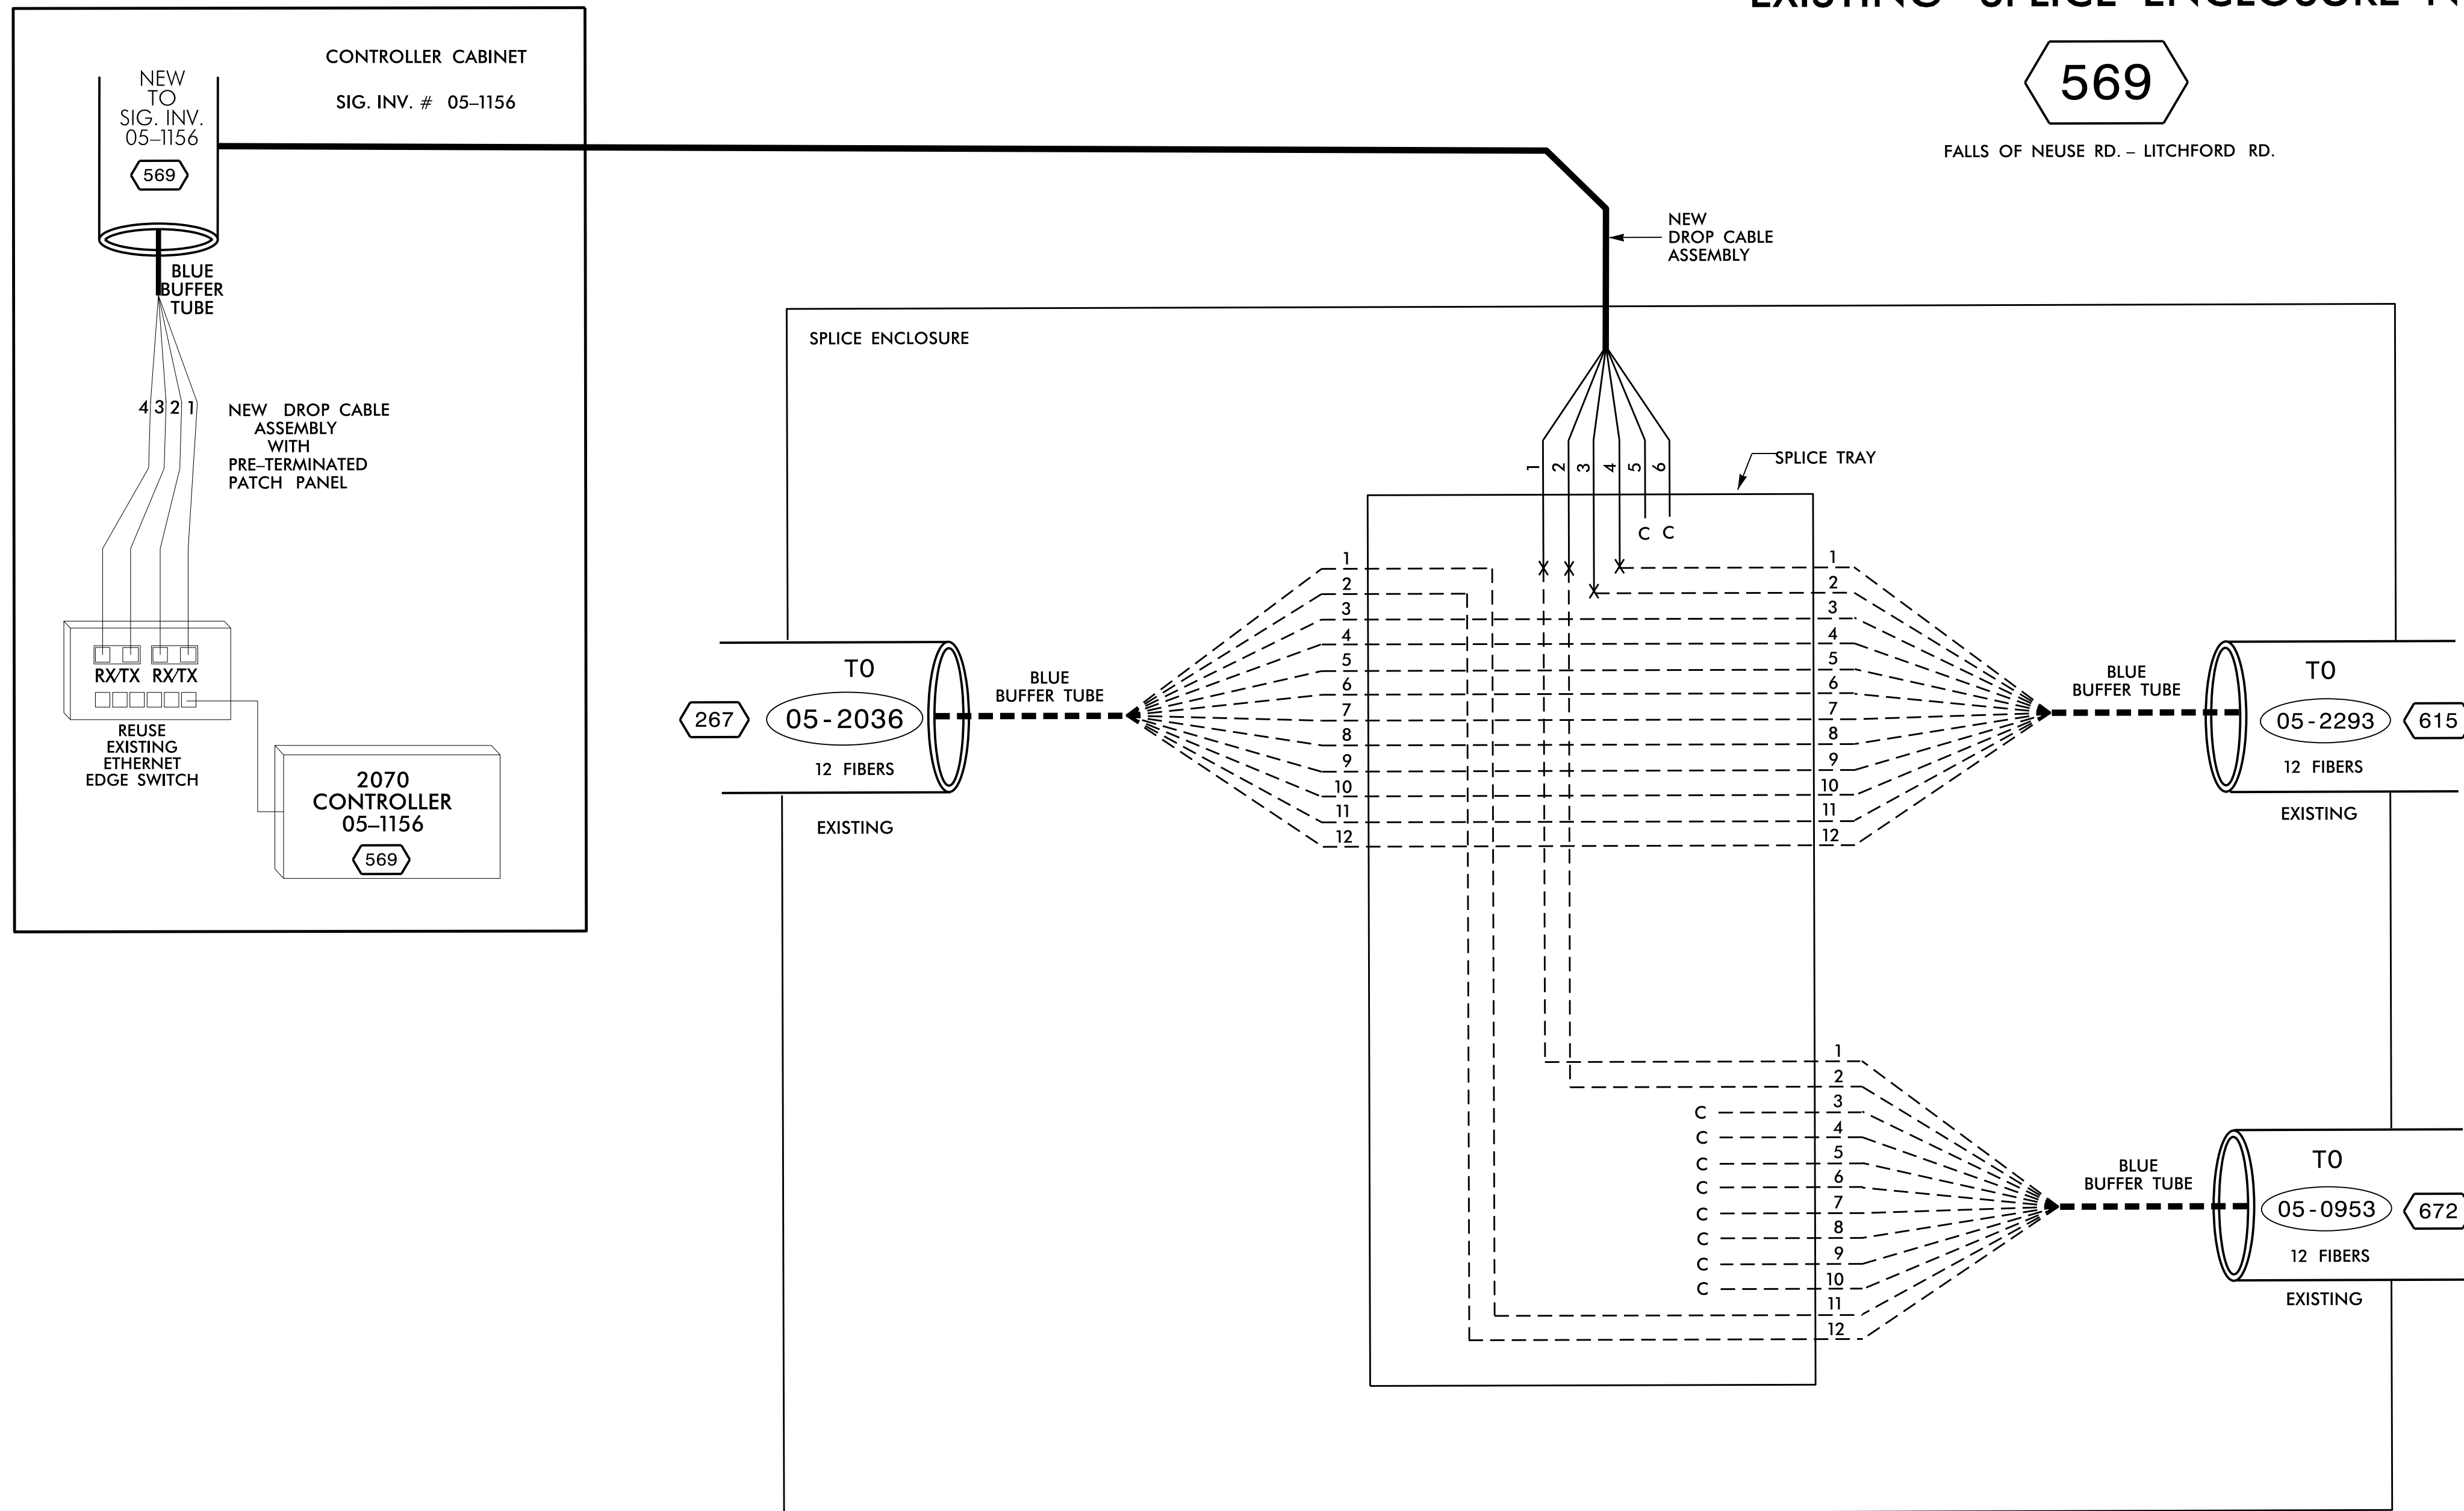 EXISTING SPLICE ENCLOSURE
569
FALLS OF NEUSE RD. – LITCHFORD RD.
CONTROLLER CABINET
SIG. INV. # 05–1156
NEW
TO
SIG. INV.
05–1156
569
BLUE
BUFFER
TUBE
4 3 2 1
NEW DROP CABLE
ASSEMBLY
WITH
PRE–TERMINATED
PATCH PANEL
RX/TX RX/TX
REUSE
EXISTING
ETHERNET
EDGE SWITCH
2070
CONTROLLER
05–1156
569
NEW
DROP CABLE
ASSEMBLY
SPLICE ENCLOSURE
1 2 3 4 5 6
SPLICE TRAY
C C
267
TO
05-2036
12 FIBERS
EXISTING
BLUE
BUFFER TUBE
1
2
3
4
5
6
7
8
9
10
11
12
1
2
3
4
5
6
7
8
9
10
11
12
BLUE
BUFFER TUBE
TO
05-2293
615
12 FIBERS
EXISTING
1
2
C 3
C 4
C 5
C 6
C 7
C 8
C 9
C 10
11
12
BLUE
BUFFER TUBE
TO
05-0953
672
12 FIBERS
EXISTING